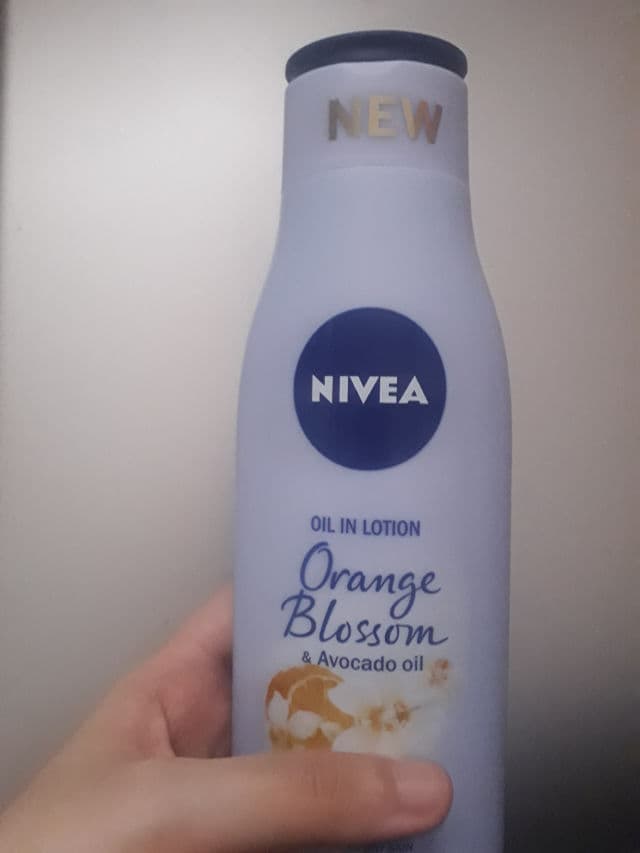 NEW
NIVEA
OIL IN LOTION
Orange
Blossom
& Avocado oil